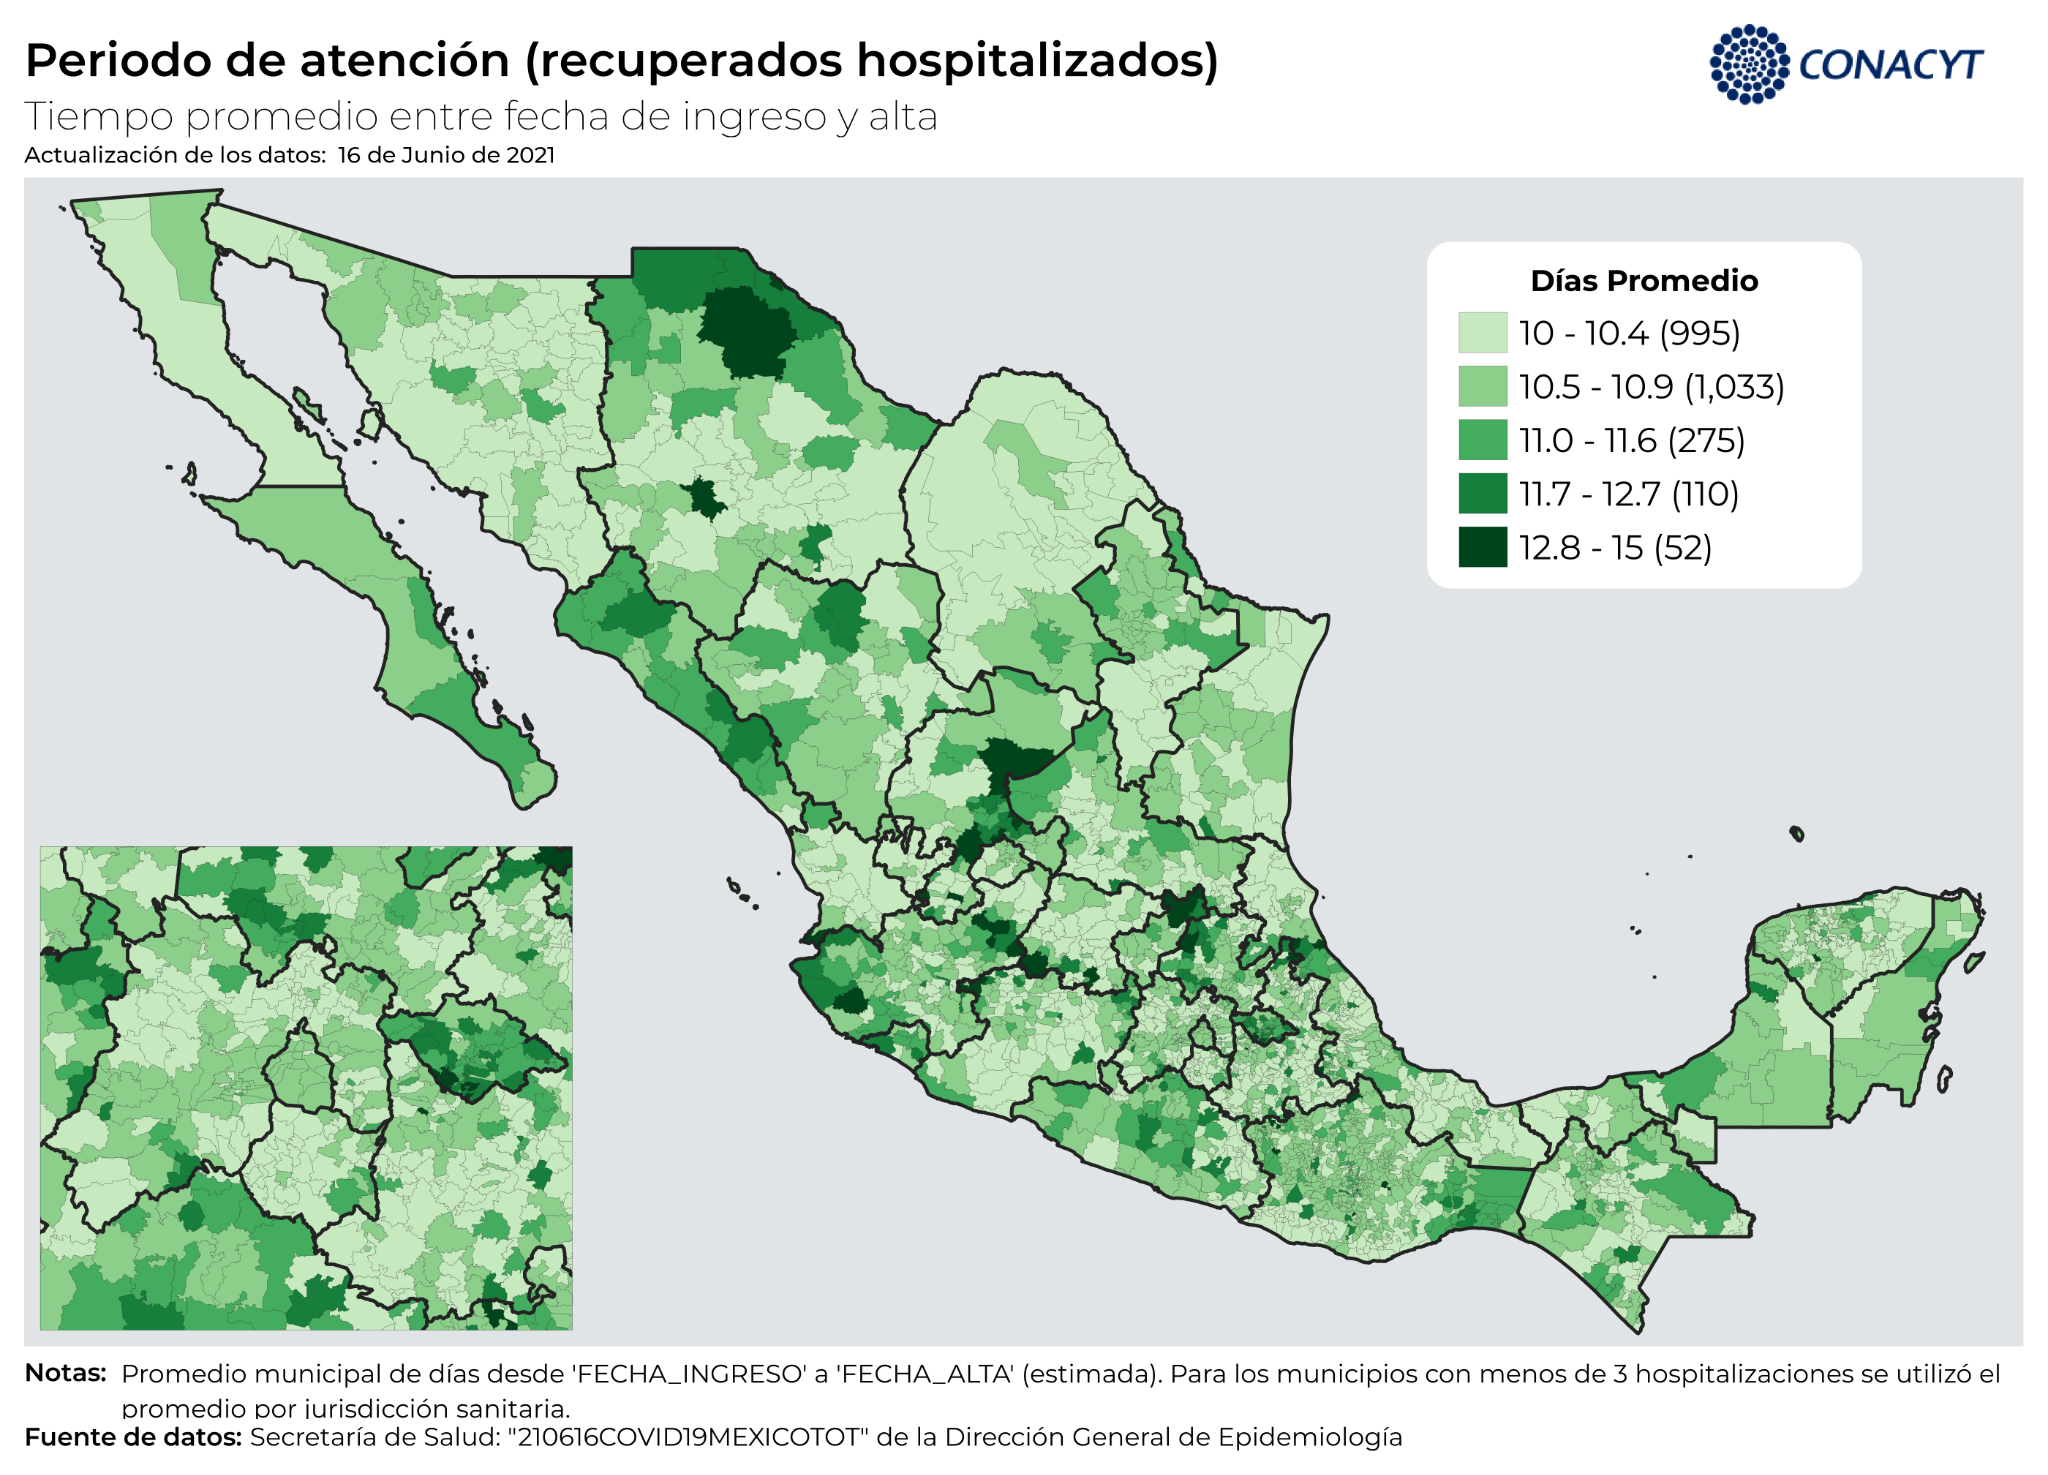 Periodo de atención (recuperados hospitalizados)
Tiempo promedio entre fecha de ingreso y alta
Actualización de los datos: 16 de Junio de 2021
CONACYT
Días Promedio
10 - 10.4 (995)
10.5 - 10.9 (1,033)
11.0 - 11.6 (275)
11.7 - 12.7 (110)
12.8 - 15 (52)
Notas: Promedio municipal de días desde 'FECHA_INGRESO' a 'FECHA_ALTA' (estimada). Para los municipios con menos de 3 hospitalizaciones se utilizó el
promedio por jurisdicción sanitaria.
Fuente de datos: Secretaría de Salud: "210616COVID19MEXICOTOT" de la Dirección General de Epidemiología